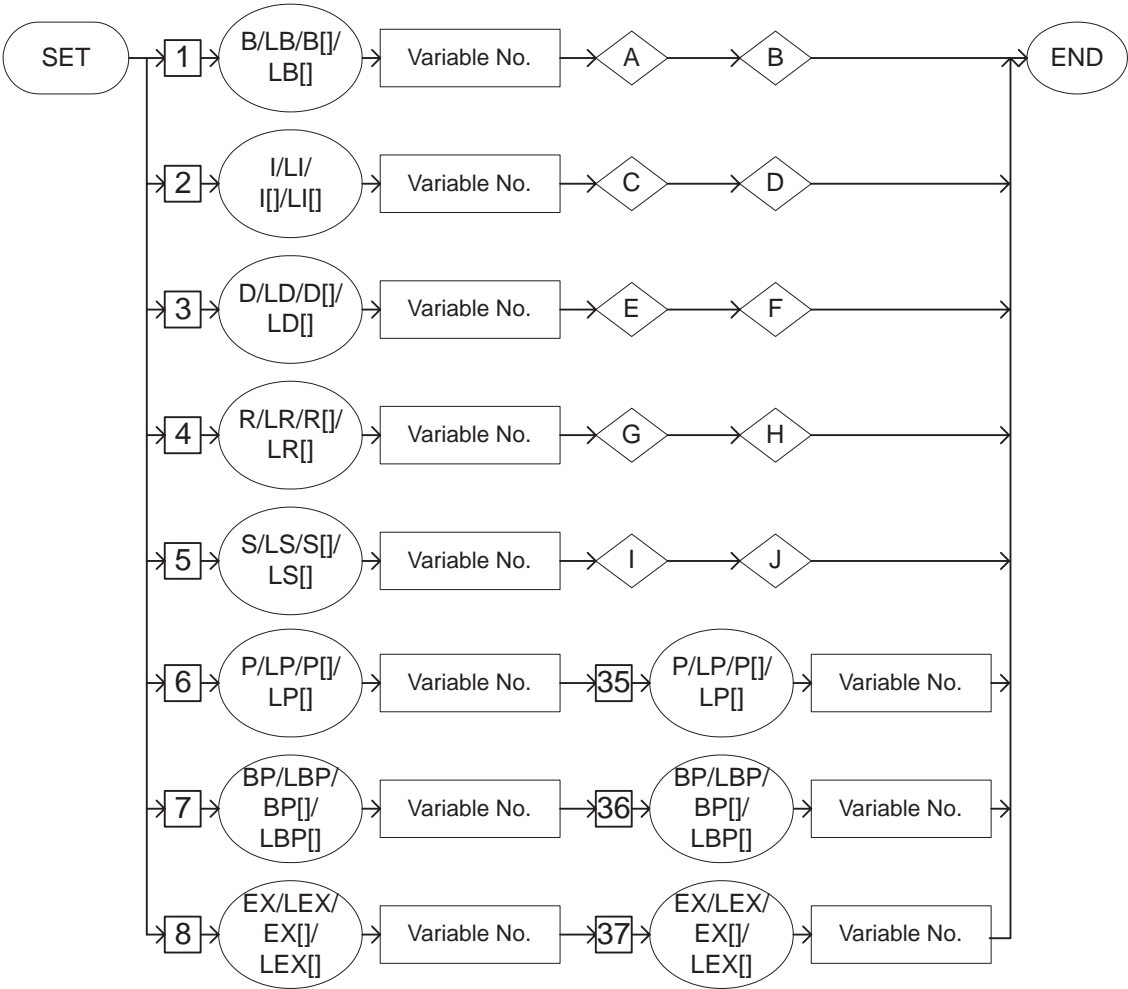 SET
1
B/LB/B[]/
LB[]
Variable No.
A
B
END
2
I/LI/
I[]/LI[]
Variable No.
C
D
3
D/LD/D[]/
LD[]
Variable No.
E
F
4
R/LR/R[]/
LR[]
Variable No.
G
H
5
S/LS/S[]/
LS[]
Variable No.
I
J
6
P/LP/P[]/
LP[]
Variable No.
35
P/LP/P[]/
LP[]
Variable No.
7
BP/LBP/
BP[]/
LBP[]
Variable No.
36
BP/LBP/
BP[]/
LBP[]
Variable No.
8
EX/LEX/
EX[]/
LEX[]
Variable No.
37
EX/LEX/
EX[]/
LEX[]
Variable No.